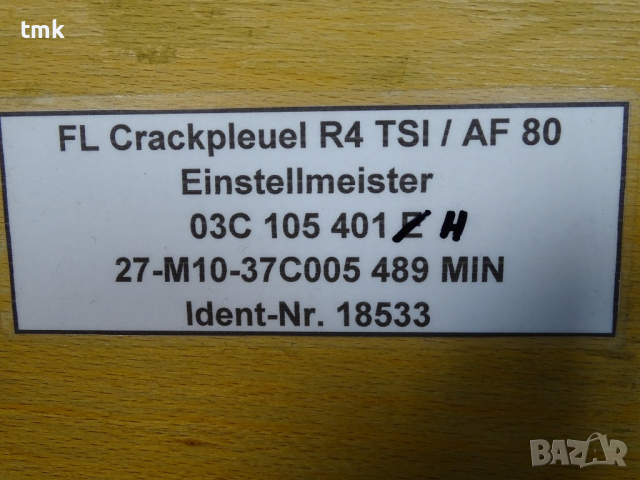 tmk
FL Crackpleuel R4 TSI / AF 80
Einstellmeister
03C 105 401 E H
27-M10-37C005 489 MIN
Ident-Nr. 18533
BAZAR